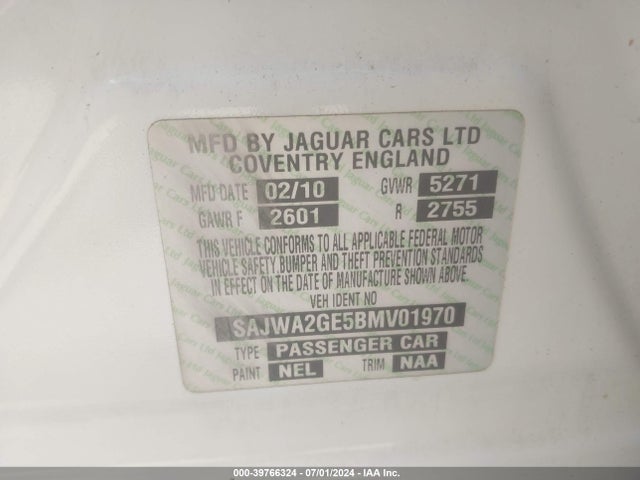 MFD BY JAGUAR CARS LTD
COVENTRY ENGLAND
MFD DATE 02/10 GVWR 5271
GAWR F 2601 R 2755
THIS VEHICLE CONFORMS TO ALL APPLICABLE FEDERAL MOTOR
VEHICLE SAFETY, BUMPER AND THEFT PREVENTION STANDARDS
IN EFFECT ON THE DATE OF MANUFACTURE SHOWN ABOVE.
VEH IDENT NO
SAJWA2GE5BMV01970
TYPE PASSENGER CAR
PAINT NEL TRIM NAA
000-39766324 - 07/01/2024 - IAA Inc.